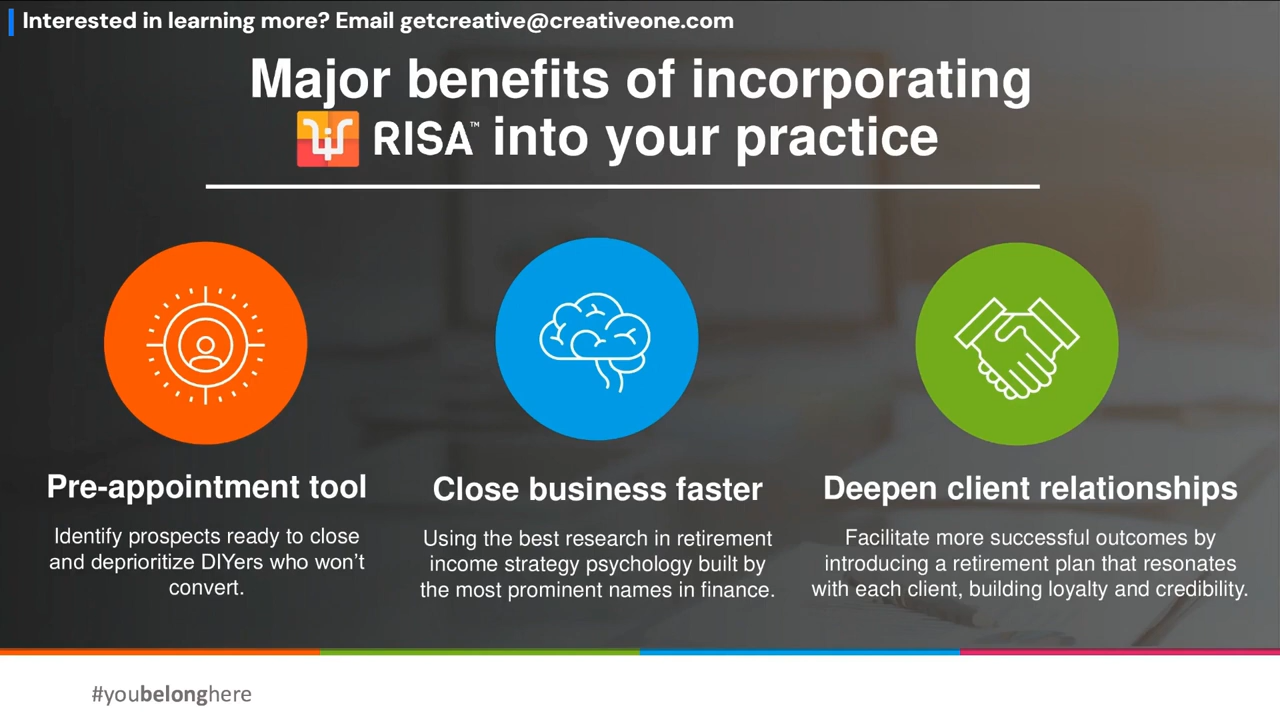 Interested in learning more? Email getcreative@creativeone.com
Major benefits of incorporating
RISA™ into your practice
Pre-appointment tool
Identify prospects ready to close
and deprioritize DIYers who won’t
convert.
Close business faster
Using the best research in retirement
income strategy psychology built by
the most prominent names in finance.
Deepen client relationships
Facilitate more successful outcomes by
introducing a retirement plan that resonates
with each client, building loyalty and credibility.
#youbelonghere